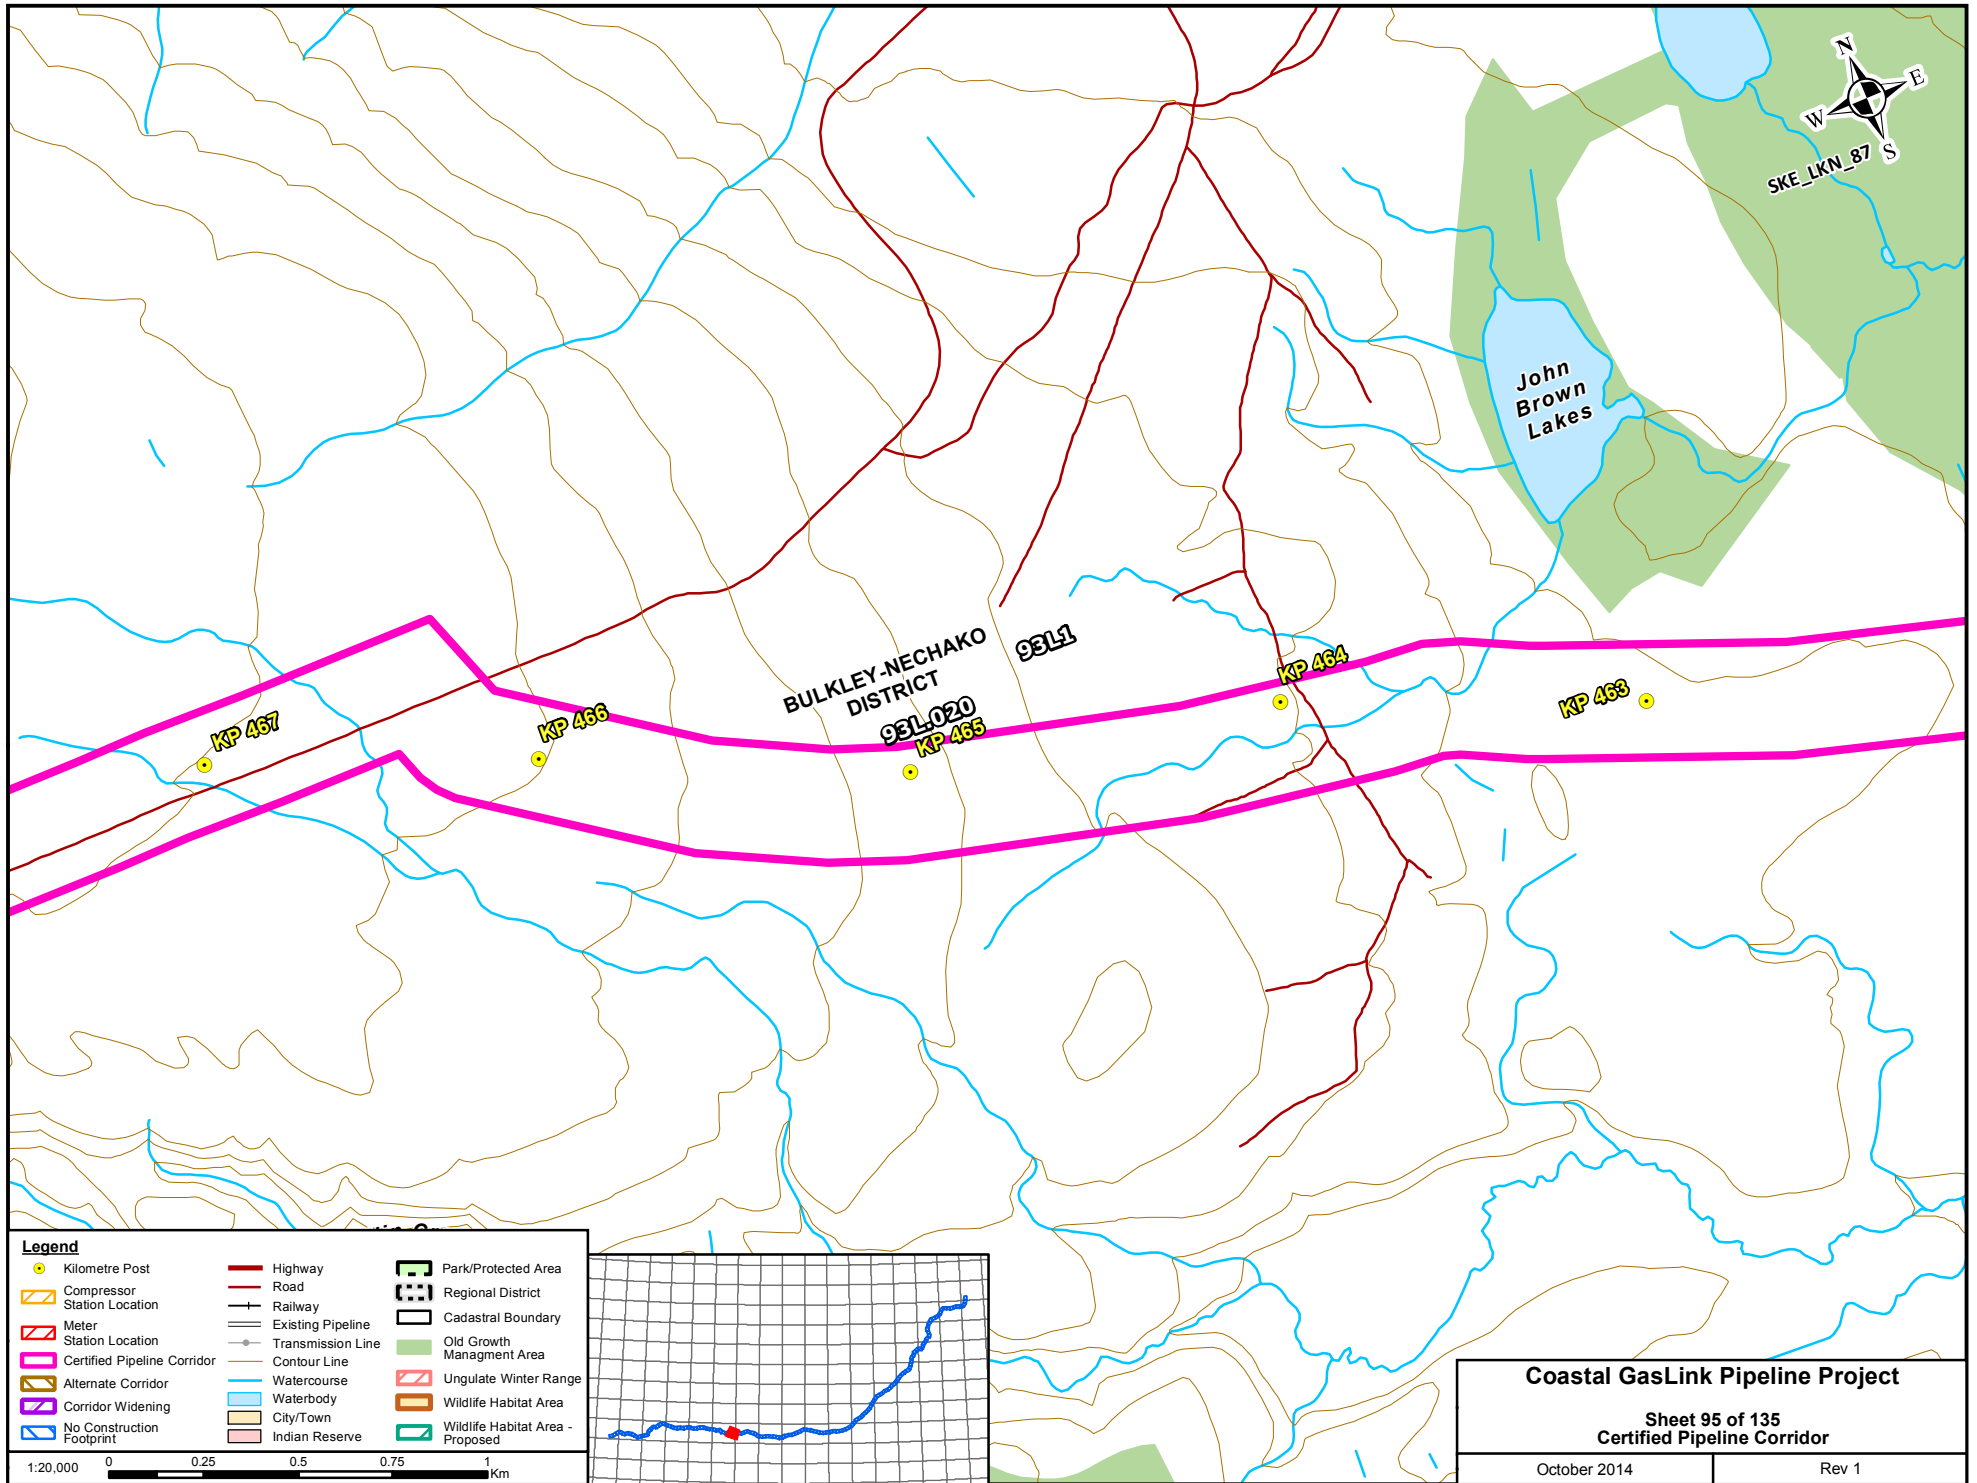 N
E
W
S
SKE_LKN_87
John
Brown
Lakes
BULKLEY-NECHAKO
DISTRICT
93L1
93L.020
KP 467
KP 466
KP 465
KP 464
KP 463
Legend
Kilometre Post
Compressor
Station Location
Meter
Station Location
Certified Pipeline Corridor
Alternate Corridor
Corridor Widening
No Construction
Footprint
Highway
Road
Railway
Existing Pipeline
Transmission Line
Contour Line
Watercourse
Waterbody
City/Town
Indian Reserve
Park/Protected Area
Regional District
Cadastral Boundary
Old Growth
Managment Area
Ungulate Winter Range
Wildlife Habitat Area
Wildlife Habitat Area -
Proposed
1:20,000
0 0.25 0.5 0.75 1
Km
Coastal GasLink Pipeline Project
Sheet 95 of 135
Certified Pipeline Corridor
October 2014
Rev 1